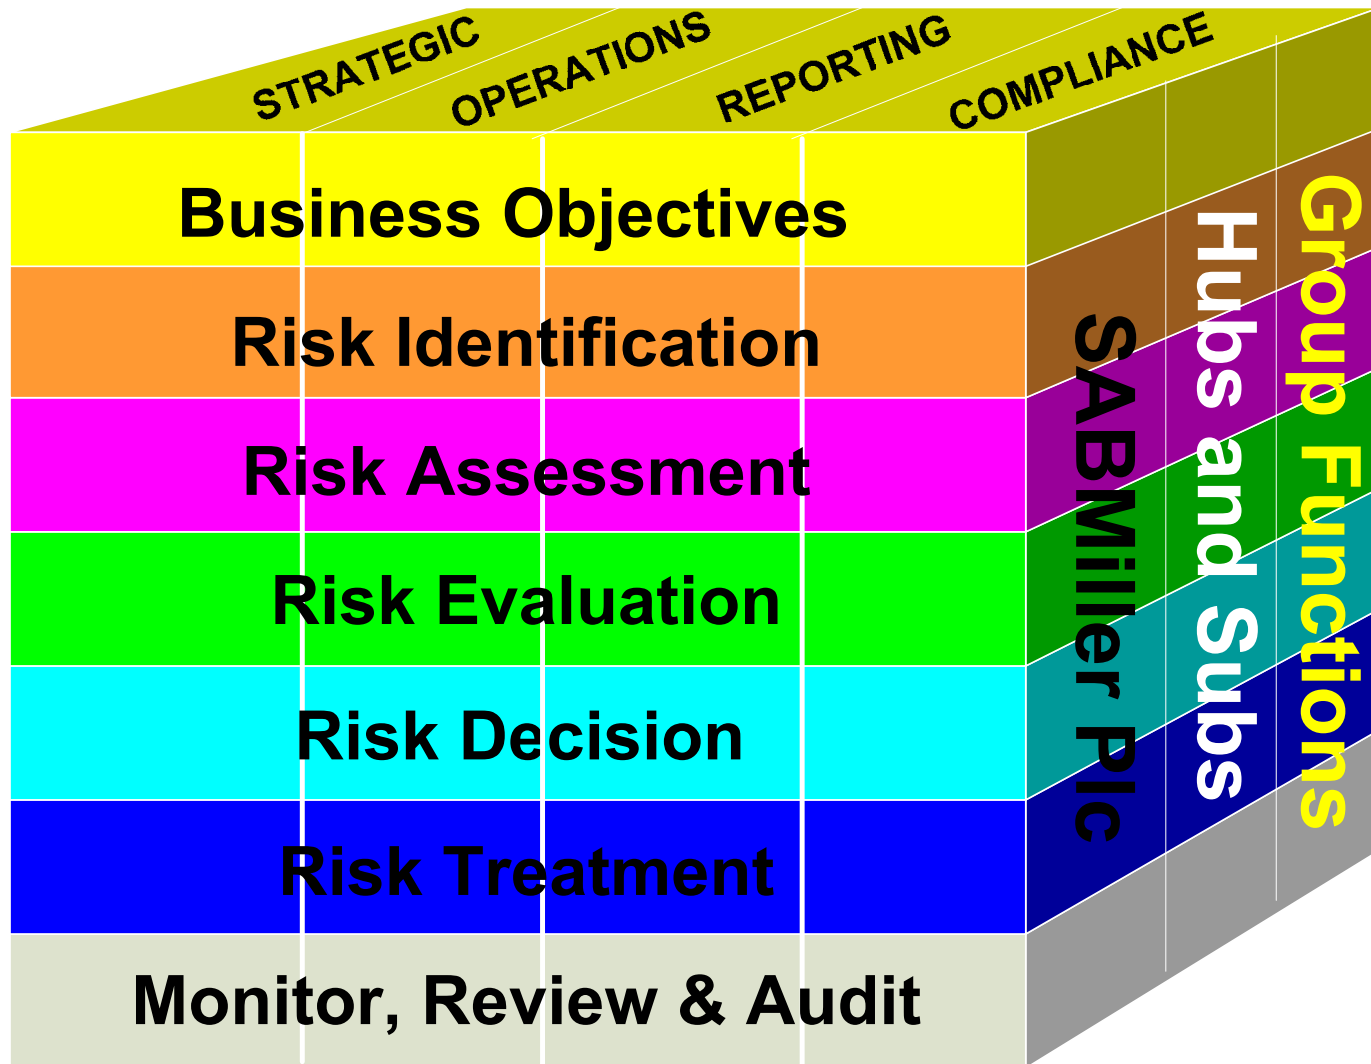 STRATEGIC
OPERATIONS
REPORTING
COMPLIANCE
Business Objectives
Risk Identification
Risk Assessment
Risk Evaluation
Risk Decision
Risk Treatment
Monitor, Review & Audit
SABMiller Plc
Hubs and Subs
Group Functions